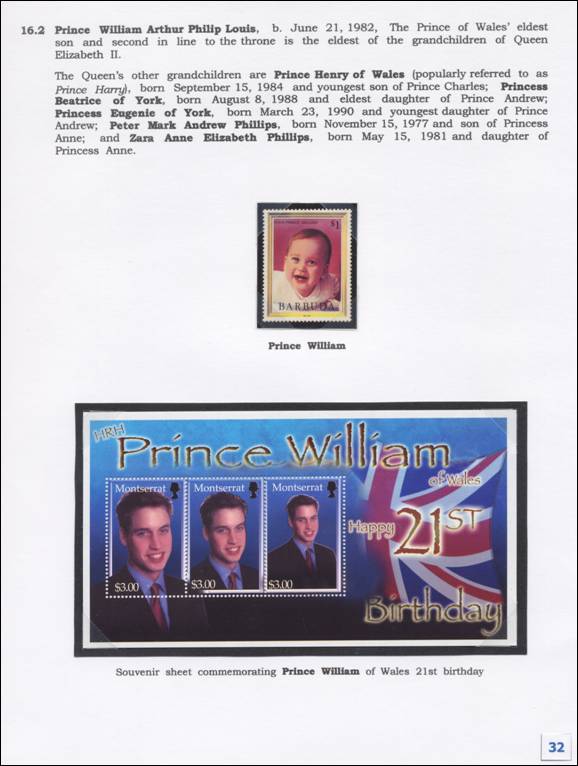 16.2 Prince William Arthur Philip Louis, b. June 21, 1982, The Prince of Wales' eldest
son and second in line to the throne is the eldest of the grandchildren of Queen
Elizabeth II.
The Queen's other grandchildren are Prince Henry of Wales (popularly referred to as
Prince Harry), born September 15, 1984 and youngest son of Prince Charles; Princess
Beatrice of York, born August 8, 1988 and eldest daughter of Prince Andrew;
Princess Eugenie of York, born March 23, 1990 and youngest daughter of Prince
Andrew; Peter Mark Andrew Phillips, born November 15, 1977 and son of Princess
Anne; and Zara Anne Elizabeth Phillips, born May 15, 1981 and daughter of
Princess Anne.
$1
BARBUDA
Prince William
HRH
Prince William
of Wales
Montserrat Montserrat Montserrat
Happy 21ST
$3.00 $3.00 $3.00
Birthday
Souvenir sheet commemorating Prince William of Wales 21st birthday
32